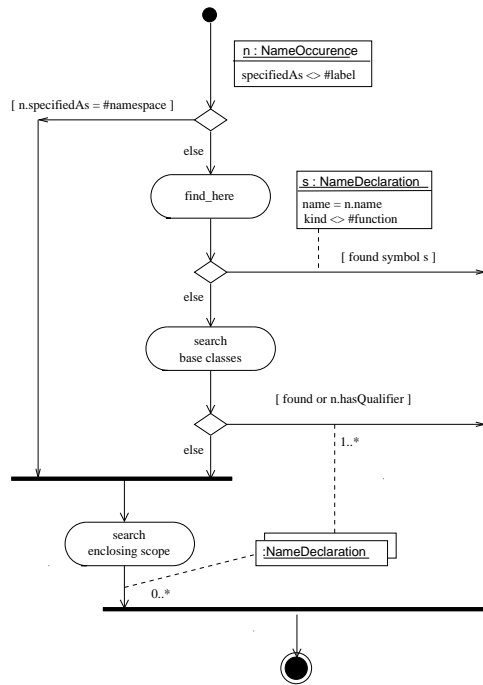 n : NameOccurence
specifiedAs <> #label
[ n.specifiedAs = #namespace ]
else
find_here
s : NameDeclaration
name = n.name
kind <> #function
[ found symbol s ]
else
search
base classes
[ found or n.hasQualifier ]
1..*
else
search
enclosing scope
:NameDeclaration
0..*